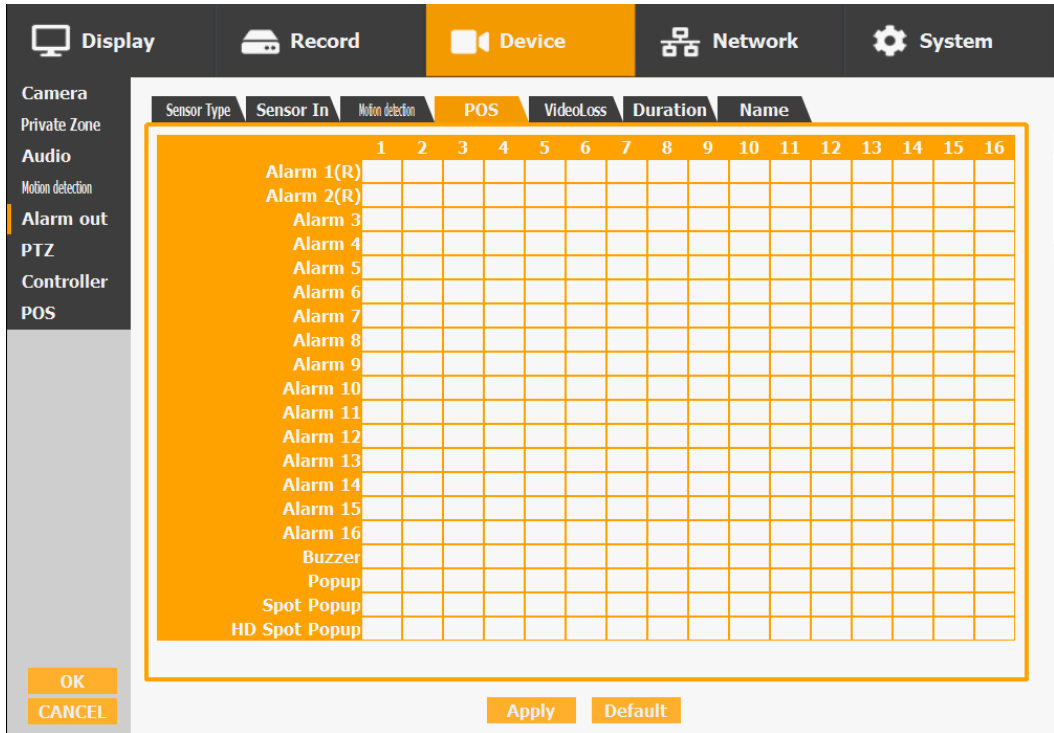 Display Record Device Network System
Camera
Private Zone
Audio
Motion detection
Alarm out
PTZ
Controller
POS
OK
CANCEL
Sensor Type Sensor In Motion detection POS VideoLoss Duration Name
1 2 3 4 5 6 7 8 9 10 11 12 13 14 15 16
Alarm 1(R)
Alarm 2(R)
Alarm 3
Alarm 4
Alarm 5
Alarm 6
Alarm 7
Alarm 8
Alarm 9
Alarm 10
Alarm 11
Alarm 12
Alarm 13
Alarm 14
Alarm 15
Alarm 16
Buzzer
Popup
Spot Popup
HD Spot Popup
Apply Default